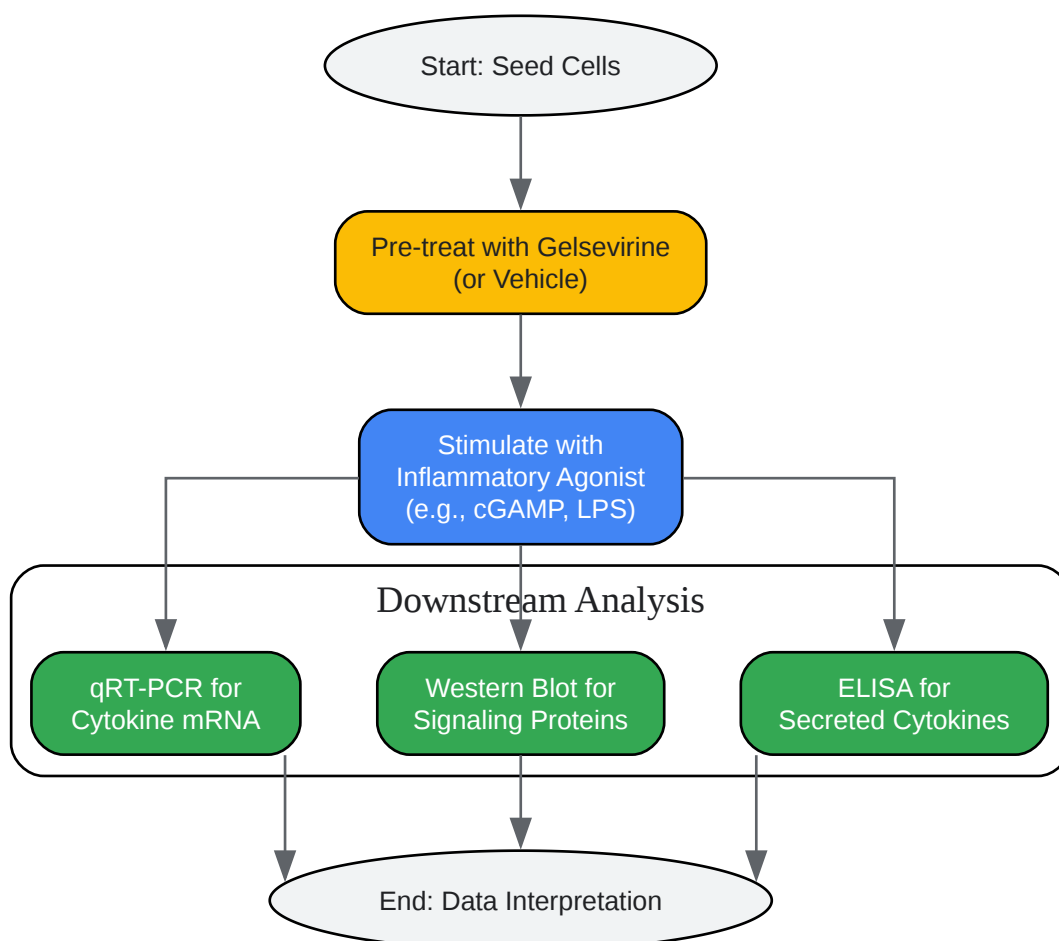 Start: Seed Cells
Pre-treat with Gelsevirine
(or Vehicle)
Stimulate with
Inflammatory Agonist
(e.g., cGAMP, LPS)
Downstream Analysis
qRT-PCR for
Cytokine mRNA
Western Blot for
Signaling Proteins
ELISA for
Secreted Cytokines
End: Data Interpretation